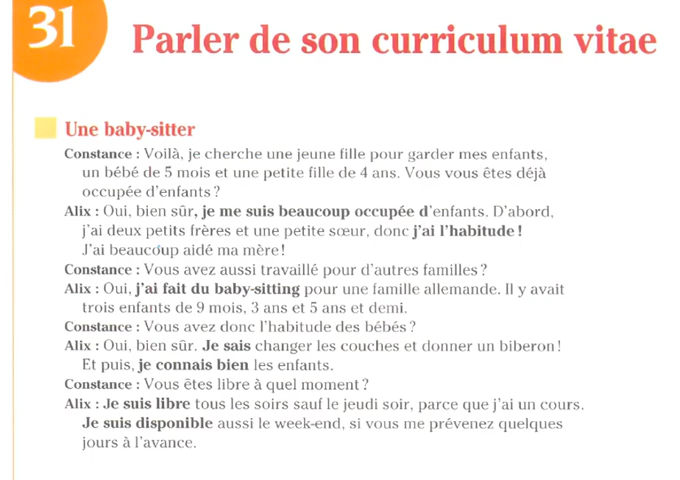 31
Parler de son curriculum vitae
Une baby-sitter
Constance : Voilà, je cherche une jeune fille pour garder mes enfants,
un bébé de 5 mois et une petite fille de 4 ans. Vous vous êtes déjà
occupée d'enfants ?
Alix : Oui, bien sûr, je me suis beaucoup occupée d'enfants. D'abord,
j'ai deux petits frères et une petite sœur, donc j'ai l'habitude !
J'ai beaucoup aidé ma mère !
Constance : Vous avez aussi travaillé pour d'autres familles ?
Alix : Oui, j'ai fait du baby-sitting pour une famille allemande. Il y avait
trois enfants de 9 mois, 3 ans et 5 ans et demi.
Constance : Vous avez donc l'habitude des bébés ?
Alix : Oui, bien sûr. Je sais changer les couches et donner un biberon !
Et puis, je connais bien les enfants.
Constance : Vous êtes libre à quel moment ?
Alix : Je suis libre tous les soirs sauf le jeudi soir, parce que j'ai un cours.
Je suis disponible aussi le week-end, si vous me prévenez quelques
jours à l'avance.